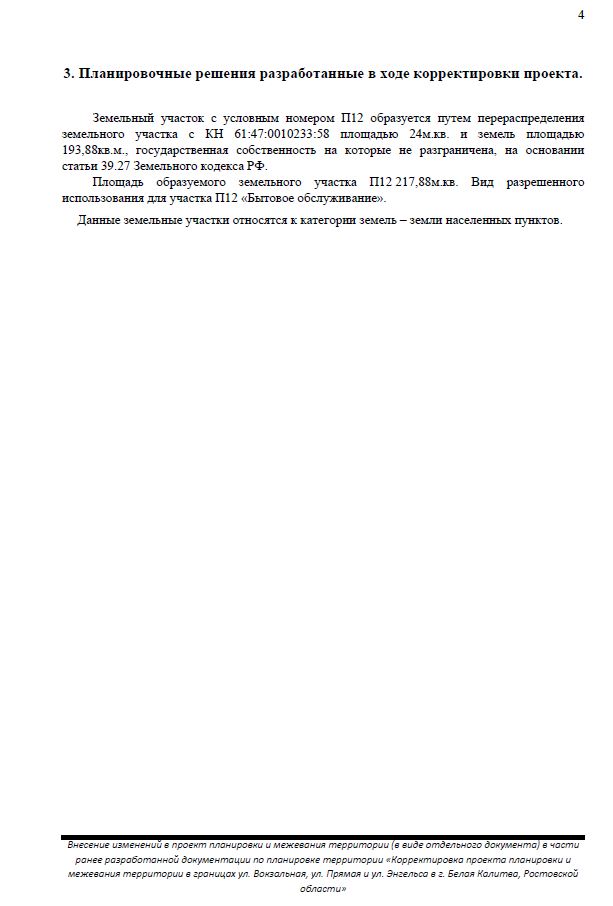 4
3. Планировочные решения разработанные в ходе корректировки проекта.
Земельный участок с условным номером П12 образуется путем перераспределения
земельного участка с КН 61:47:0010233:58 площадью 24м.кв. и земель площадью
193,88кв.м., государственная собственность на которые не разграничена, на основании
статьи 39.27 Земельного кодекса РФ.
Площадь образуемого земельного участка П12 217,88м.кв. Вид разрешенного
использования для участка П12 «Бытовое обслуживание».
Данные земельные участки относятся к категории земель – земли населенных пунктов.
Внесение изменений в проект планировки и межевания территории (в виде отдельного документа) в части
ранее разработанной документации по планировке территории «Корректировка проекта планировки и
межевания территории в границах ул. Вокзальная, ул. Прямая и ул. Энгельса в г. Белая Калитва, Ростовской
области»